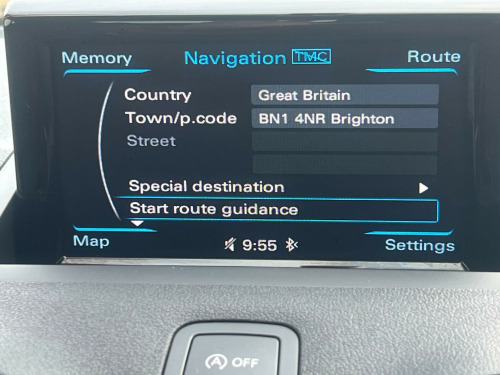 Memory Navigation TMC Route
Country Great Britain
Town/p.code BN1 4NR Brighton
Street
Special destination
Start route guidance
Map 9:55 Settings
A OFF